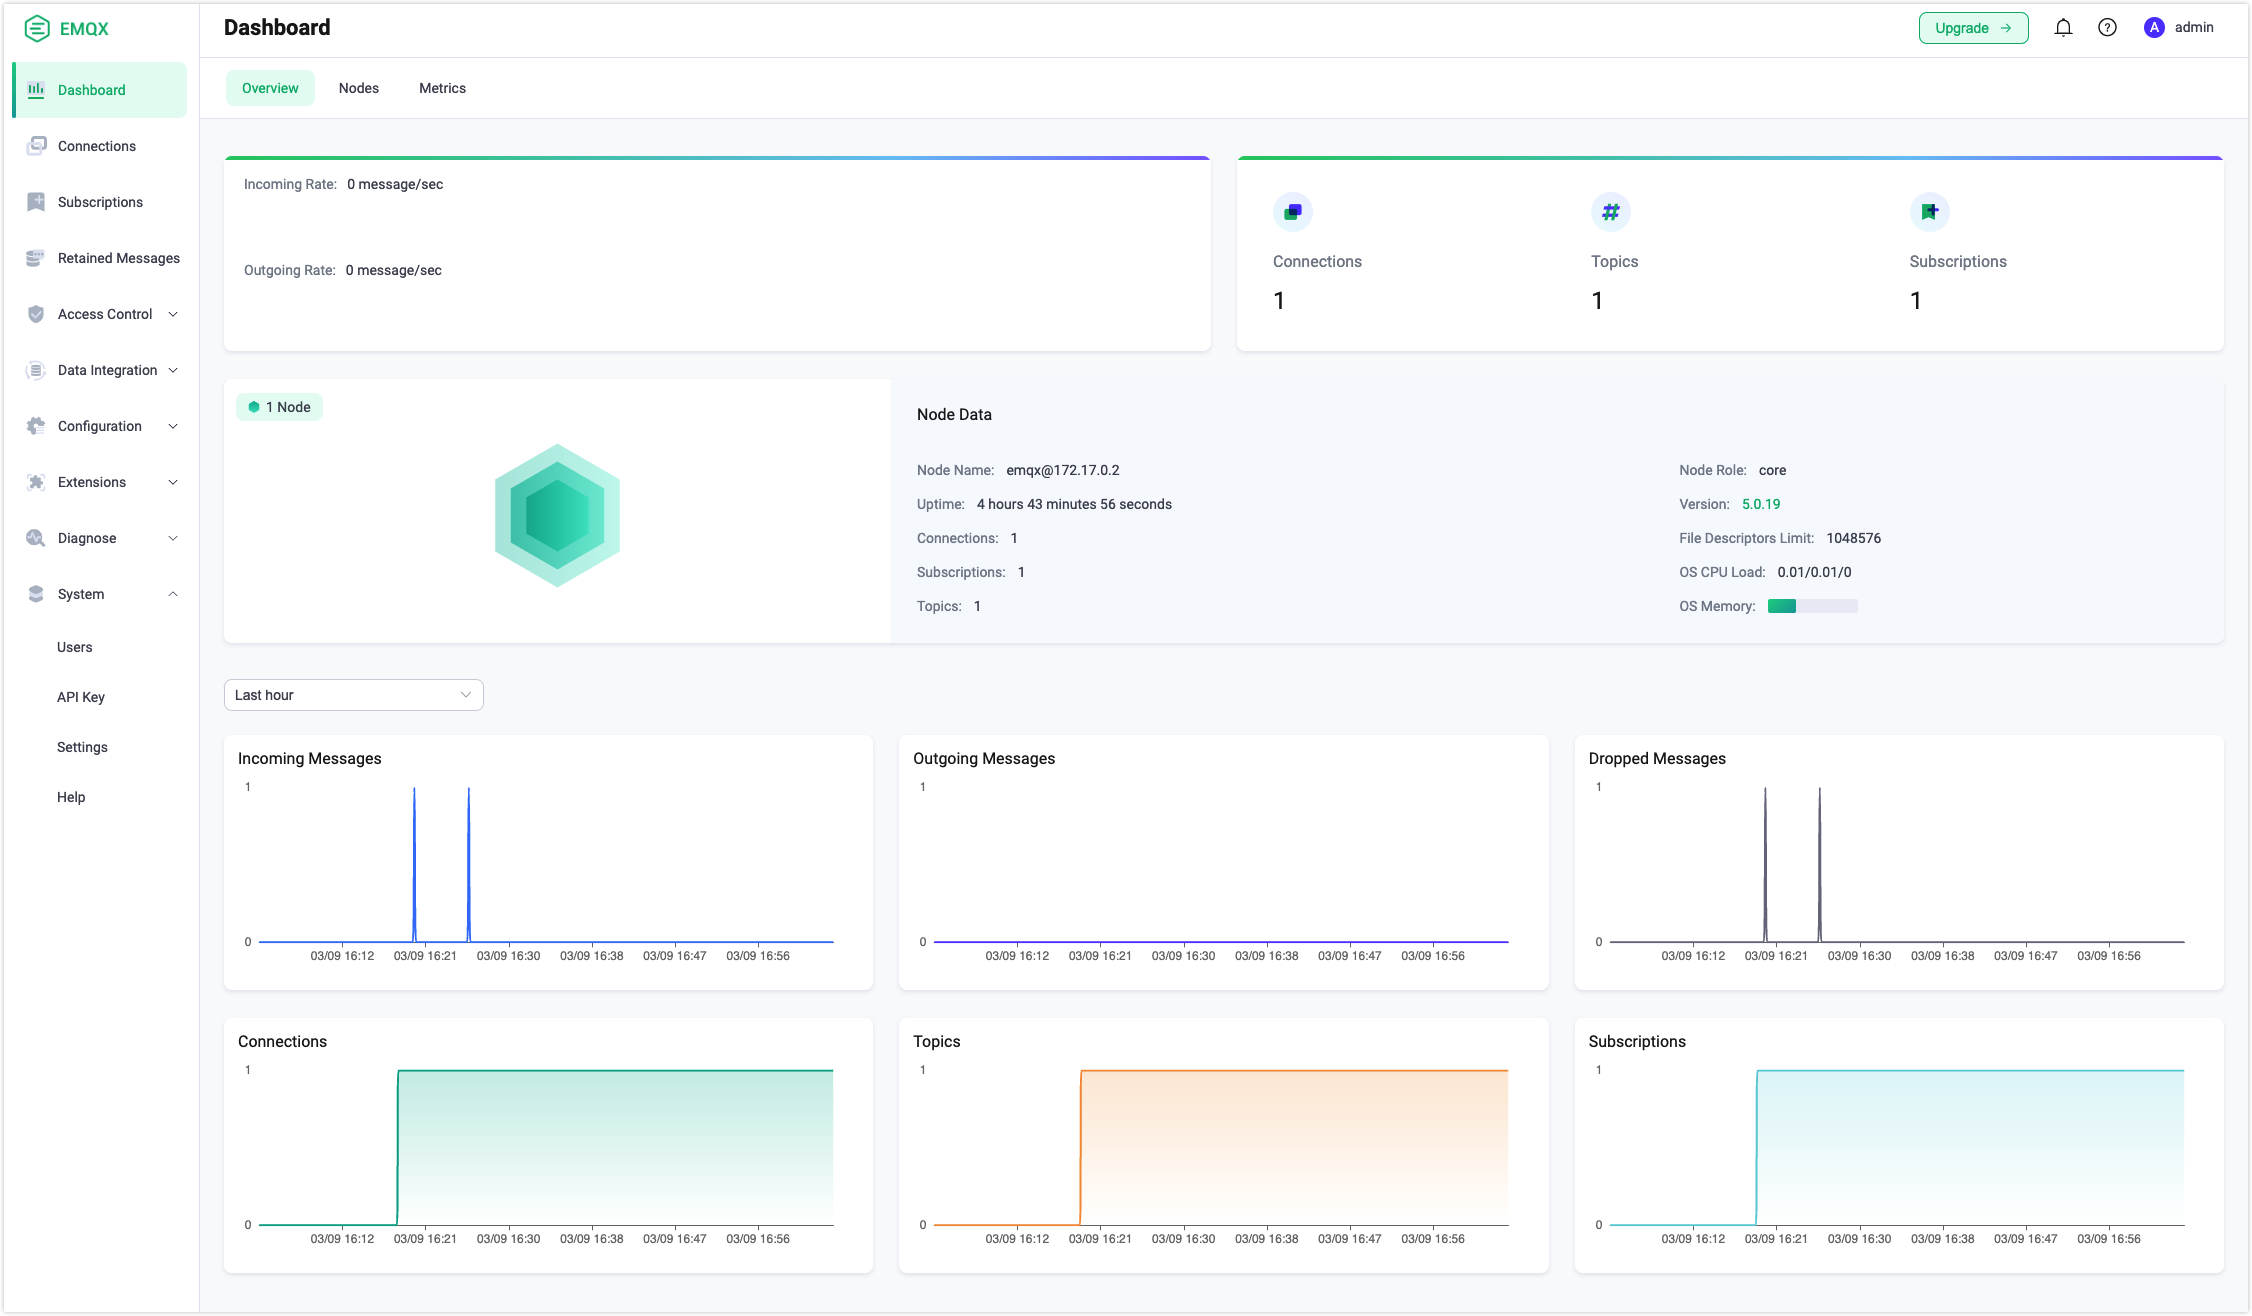 EMQX
Dashboard
Upgrade →
A
admin
Dashboard
Connections
Subscriptions
Retained Messages
Access Control
Data Integration
Configuration
Extensions
Diagnose
System
Users
API Key
Settings
Help
Overview
Nodes
Metrics
Incoming Rate: 0 message/sec
Outgoing Rate: 0 message/sec
Connections
1
Topics
1
Subscriptions
1
1 Node
Node Data
Node Name: emqx@172.17.0.2
Node Role: core
Uptime: 4 hours 43 minutes 56 seconds
Version: 5.0.19
Connections: 1
File Descriptors Limit: 1048576
Subscriptions: 1
OS CPU Load: 0.01/0.01/0
Topics: 1
OS Memory:
Last hour
Incoming Messages
1
0
03/09 16:12 03/09 16:21 03/09 16:30 03/09 16:38 03/09 16:47 03/09 16:56
Outgoing Messages
1
0
03/09 16:12 03/09 16:21 03/09 16:30 03/09 16:38 03/09 16:47 03/09 16:56
Dropped Messages
1
0
03/09 16:12 03/09 16:21 03/09 16:30 03/09 16:38 03/09 16:47 03/09 16:56
Connections
1
0
03/09 16:12 03/09 16:21 03/09 16:30 03/09 16:38 03/09 16:47 03/09 16:56
Topics
1
0
03/09 16:12 03/09 16:21 03/09 16:30 03/09 16:38 03/09 16:47 03/09 16:56
Subscriptions
1
0
03/09 16:12 03/09 16:21 03/09 16:30 03/09 16:38 03/09 16:47 03/09 16:56